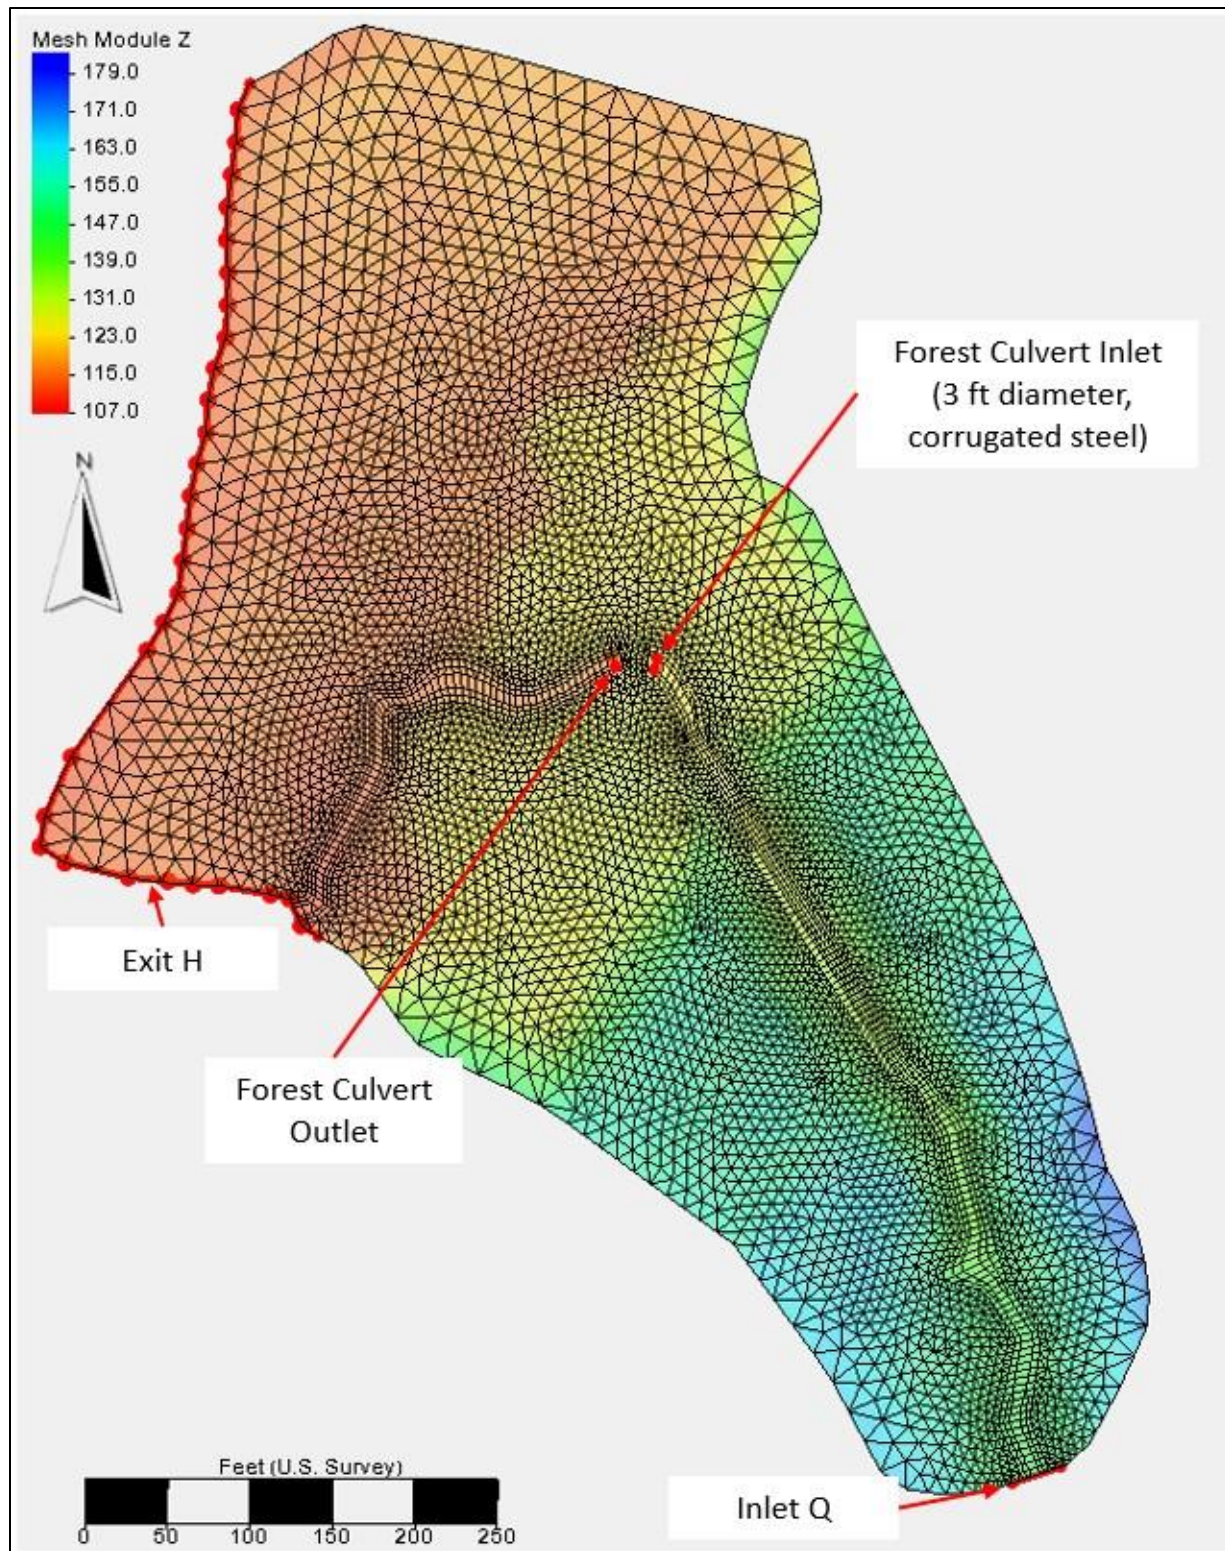 Mesh Module Z
179.0
171.0
163.0
155.0
147.0
139.0
131.0
123.0
115.0
107.0
N
Forest Culvert Inlet
(3 ft diameter,
corrugated steel)
Exit H
Forest Culvert
Outlet
Inlet Q
Feet (U.S. Survey)
0 50 100 150 200 250